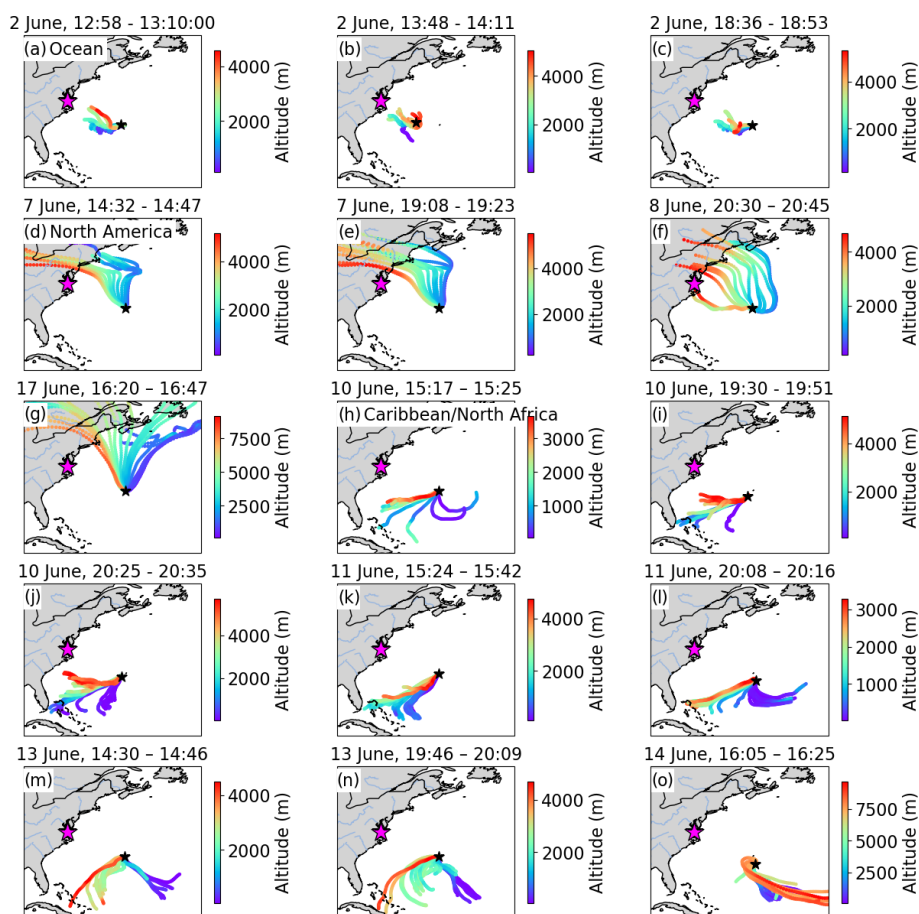 2 June, 12:58 - 13:10:00
(a) Ocean
4000
2000
Altitude (m)
2 June, 13:48 - 14:11
(b)
4000
2000
Altitude (m)
2 June, 18:36 - 18:53
(c)
4000
2000
Altitude (m)
7 June, 14:32 - 14:47
(d) North America
4000
2000
Altitude (m)
7 June, 19:08 - 19:23
(e)
4000
2000
Altitude (m)
8 June, 20:30 – 20:45
(f)
4000
2000
Altitude (m)
17 June, 16:20 – 16:47
(g)
7500
5000
2500
Altitude (m)
10 June, 15:17 – 15:25
(h) Caribbean/North Africa
3000
2000
1000
Altitude (m)
10 June, 19:30 – 19:51
(i)
4000
2000
Altitude (m)
10 June, 20:25 – 20:35
(j)
4000
2000
Altitude (m)
11 June, 15:24 – 15:42
(k)
4000
2000
Altitude (m)
11 June, 20:08 – 20:16
(l)
3000
2000
1000
Altitude (m)
13 June, 14:30 – 14:46
(m)
4000
2000
Altitude (m)
13 June, 19:46 – 20:09
(n)
4000
2000
Altitude (m)
14 June, 16:05 – 16:25
(o)
7500
5000
2500
Altitude (m)